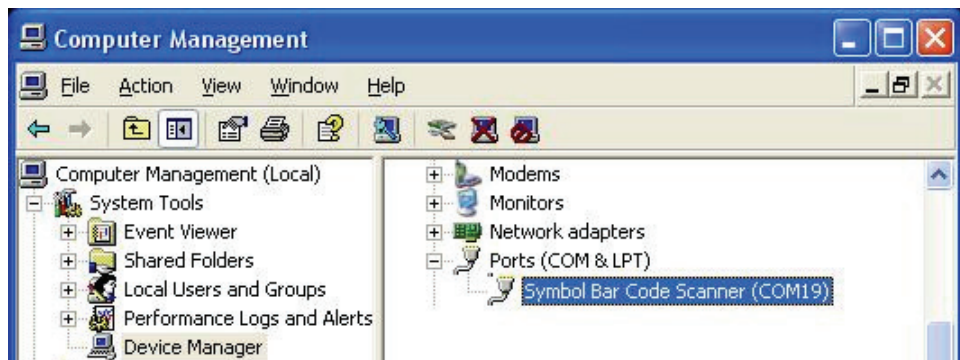 Computer Management
File Action View Window Help
Computer Management (Local)
System Tools
Event Viewer
Shared Folders
Local Users and Groups
Performance Logs and Alerts
Device Manager
Modems
Monitors
Network adapters
Ports (COM & LPT)
Symbol Bar Code Scanner (COM19)